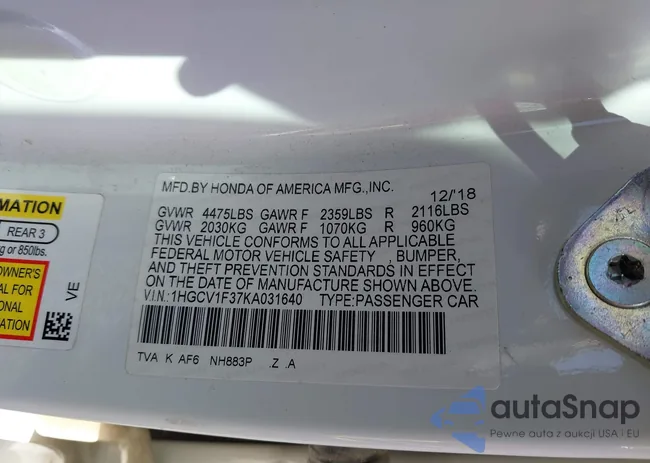 MFD.BY HONDA OF AMERICA MFG.,INC.
12/'18
GVWR 4475LBS GAWR F 2359LBS R 2116LBS
GVWR 2030KG GAWR F 1070KG R 960KG
THIS VEHICLE CONFORMS TO ALL APPLICABLE
FEDERAL MOTOR VEHICLE SAFETY , BUMPER,
AND THEFT PREVENTION STANDARDS IN EFFECT
ON THE DATE OF MANUFACTURE SHOWN ABOVE.
V.I.N.: 1HGCV1F37KA031640 TYPE:PASSENGER CAR
TVA K AF6 NH883P .Z .A
MATION
REAR 3
g or 850lbs.
OWNER'S
AL FOR
ONAL
ATION
VE
autaSnap
Pewne auta z aukcji USA i EU